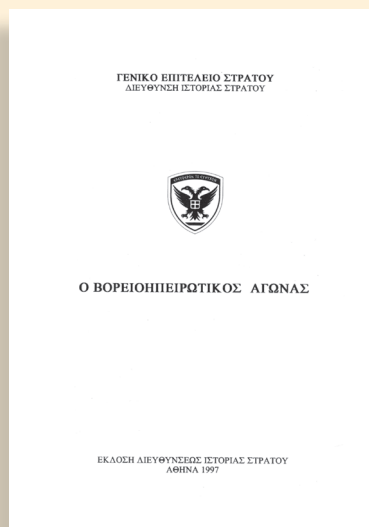 ΓΕΝΙΚΟ ΕΠΙΤΕΛΕΙΟ ΣΤΡΑΤΟΥ
ΔΙΕΥΘΥΝΣΗ ΙΣΤΟΡΙΑΣ ΣΤΡΑΤΟΥ
Ο ΒΟΡΕΙΟΗΠΕΙΡΩΤΙΚΟΣ ΑΓΩΝΑΣ
ΕΚΔΟΣΗ ΔΙΕΥΘΥΝΣΕΩΣ ΙΣΤΟΡΙΑΣ ΣΤΡΑΤΟΥ
ΑΘΗΝΑ 1997